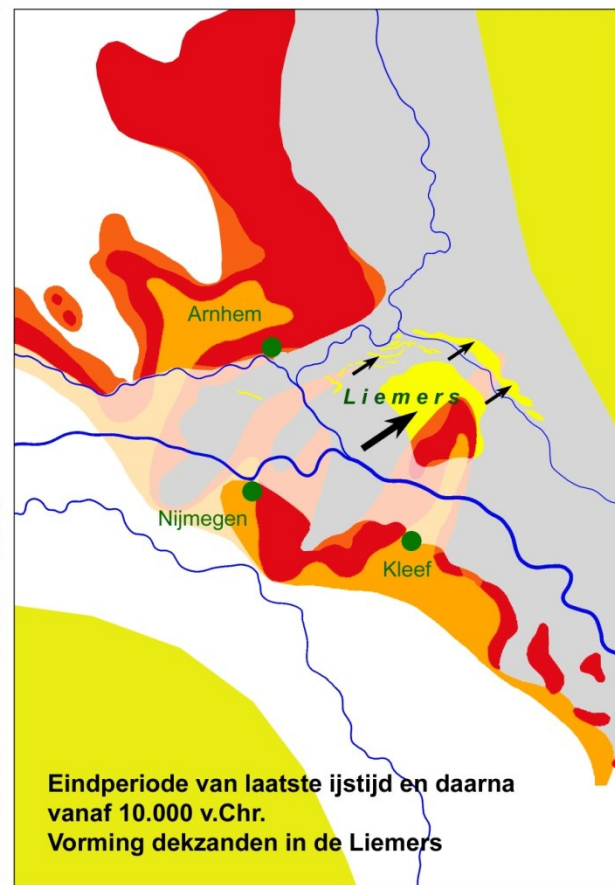 Arnhem
Liemers
Nijmegen
Kleef
Eindperiode van laatste ijstijd en daarna
vanaf 10.000 v.Chr.
Vorming dekzanden in de Liemers